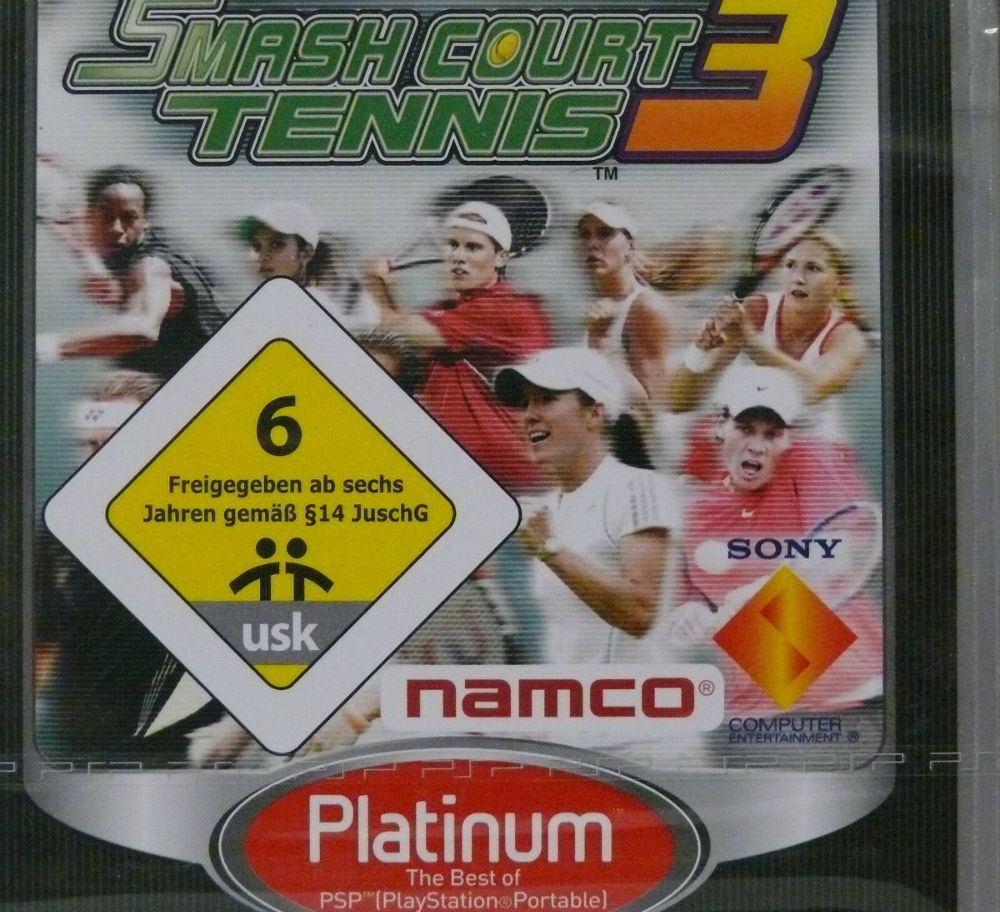 SMASH COURT
TENNIS 3
TM
6
Freigegeben ab sechs
Jahren gemäß §14 JuschG
usk
SONY
namco®
COMPUTER
ENTERTAINMENT ®
Platinum™
The Best of
PSP™(PlayStation®Portable)